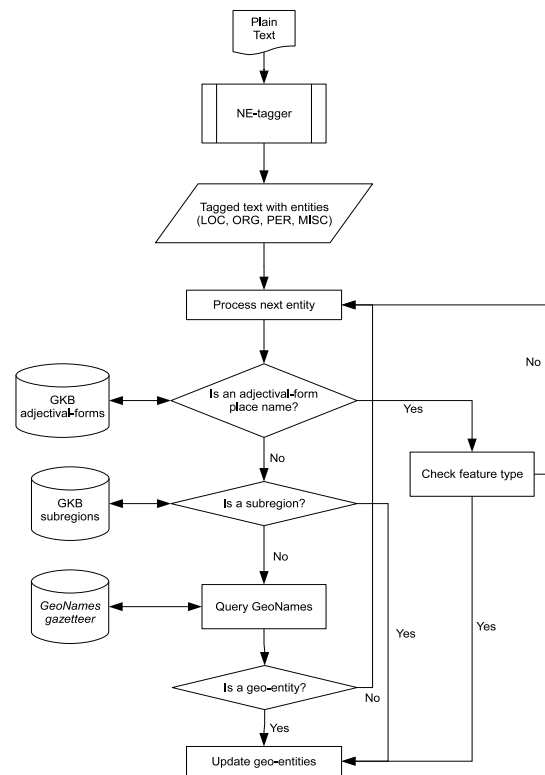 Plain
Text
NE-tagger
Tagged text with entities
(LOC, ORG, PER, MISC)
Process next entity
No
GKB
adjectival-forms
Is an adjectival-form
place name?
Yes
No
Check feature type
GKB
subregions
Is a subregion?
No
GeoNames
gazetteer
Query GeoNames
Yes
Yes
Is a geo-entity?
No
Yes
Update geo-entities